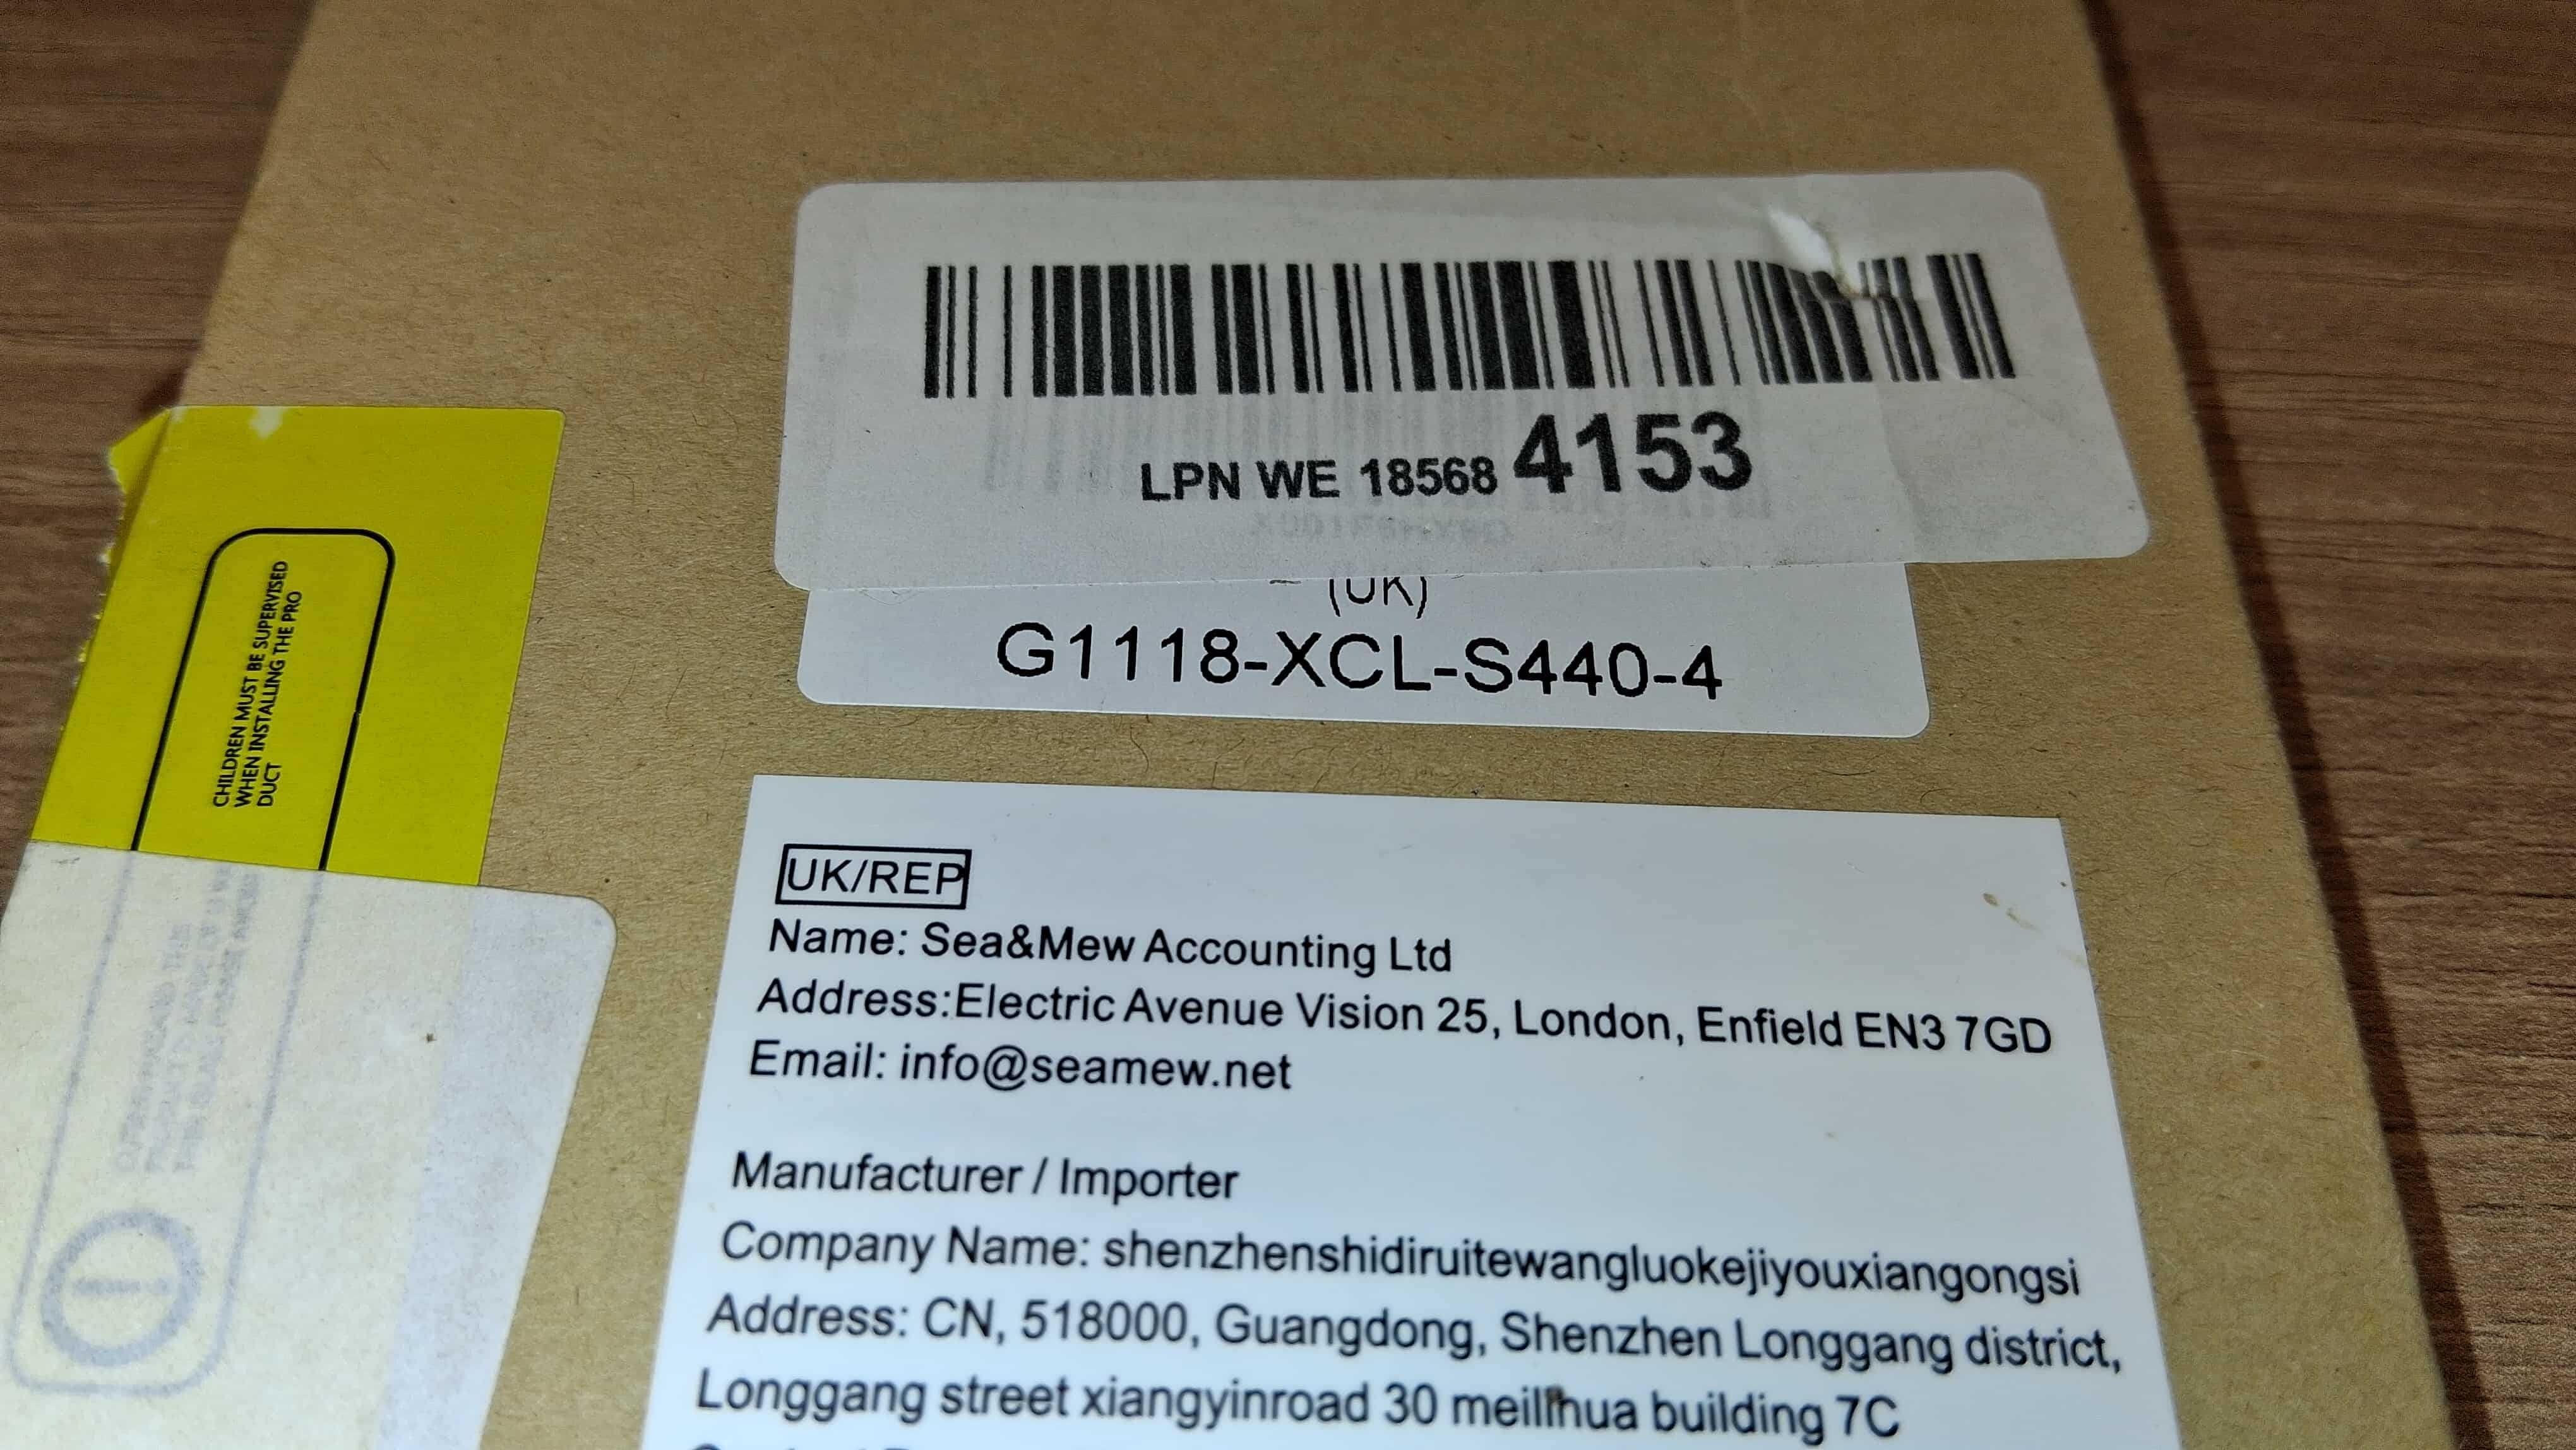 LPN WE 18568 4153
(UK)
G1118-XCL-S440-4
CHILDREN MUST BE SUPERVISED
WHEN INSTALLING THE PRO
DUCT
UK/REP
Name: Sea&Mew Accounting Ltd
Address:Electric Avenue Vision 25, London, Enfield EN3 7GD
Email: info@seamew.net
Manufacturer / Importer
Company Name: shenzhenshidiruitewangluokejiyouxiangongsi
Address: CN, 518000, Guangdong, Shenzhen Longgang district,
Longgang street xiangyinroad 30 building 7C